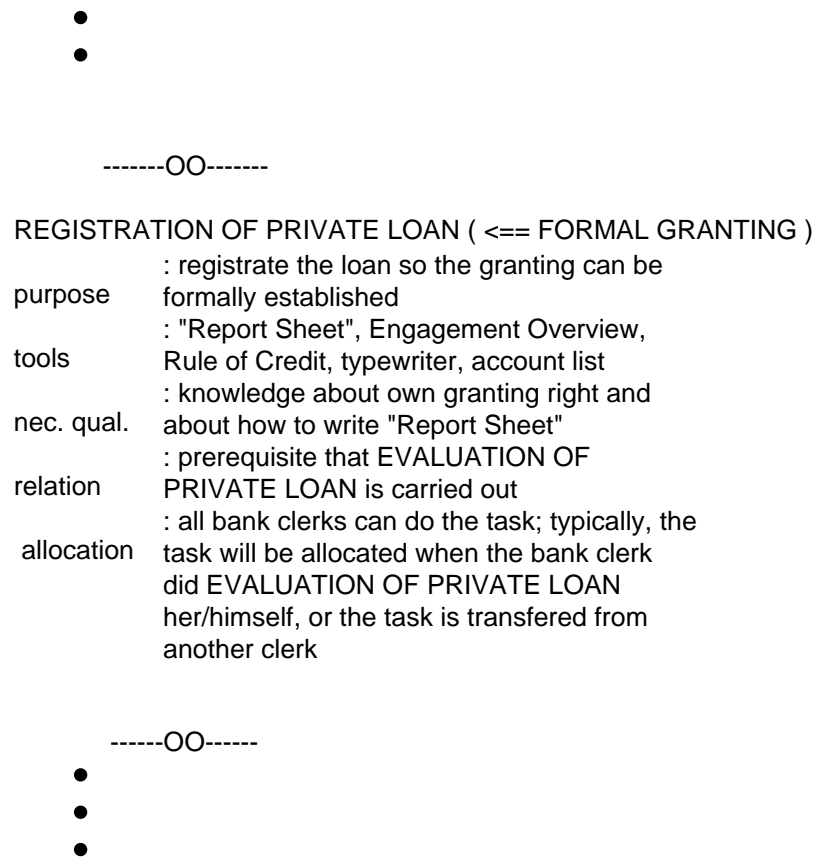 ●
●
-------OO-------
REGISTRATION OF PRIVATE LOAN ( <== FORMAL GRANTING )
purpose : registrate the loan so the granting can be
formally established
tools : "Report Sheet", Engagement Overview,
Rule of Credit, typewriter, account list
nec. qual. : knowledge about own granting right and
about how to write "Report Sheet"
relation : prerequisite that EVALUATION OF
PRIVATE LOAN is carried out
allocation : all bank clerks can do the task; typically, the
task will be allocated when the bank clerk
did EVALUATION OF PRIVATE LOAN
her/himself, or the task is transfered from
another clerk
------OO------
●
●
●